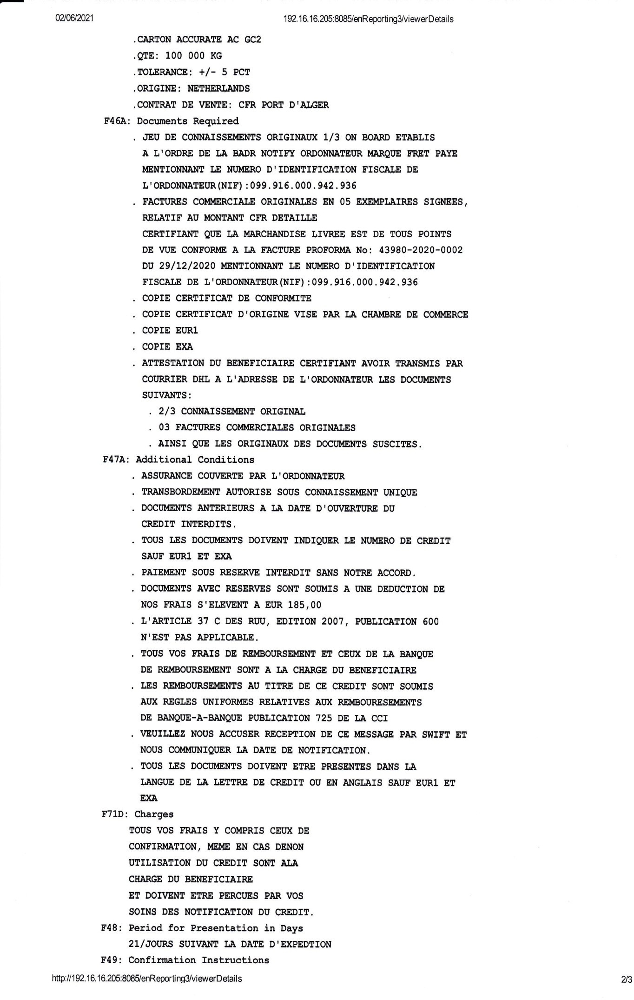 02/06/2021 192.16.16.205:8085/enReporting3/viewerDetails
.CARTON ACCURATE AC GC2
.QTE: 100 000 KG
.TOLERANCE: +/- 5 PCT
.ORIGINE: NETHERLANDS
.CONTRAT DE VENTE: CFR PORT D'ALGER
F46A: Documents Required
. JEU DE CONNAISSEMENTS ORIGINAUX 1/3 ON BOARD ETABLIS
A L'ORDRE DE LA BADR NOTIFY ORDONNATEUR MARQUE FRET PAYE
MENTIONNANT LE NUMERO D'IDENTIFICATION FISCALE DE
L'ORDONNATEUR(NIF):099.916.000.942.936
. FACTURES COMMERCIALE ORIGINALES EN 05 EXEMPLAIRES SIGNEES,
RELATIF AU MONTANT CFR DETAILLE
CERTIFIANT QUE LA MARCHANDISE LIVREE EST DE TOUS POINTS
DE VUE CONFORME A LA FACTURE PROFORMA No: 43980-2020-0002
DU 29/12/2020 MENTIONNANT LE NUMERO D'IDENTIFICATION
FISCALE DE L'ORDONNATEUR(NIF):099.916.000.942.936
. COPIE CERTIFICAT DE CONFORMITE
. COPIE CERTIFICAT D'ORIGINE VISE PAR LA CHAMBRE DE COMMERCE
. COPIE EUR1
. COPIE EXA
. ATTESTATION DU BENEFICIAIRE CERTIFIANT AVOIR TRANSMIS PAR
COURRIER DHL A L'ADRESSE DE L'ORDONNATEUR LES DOCUMENTS
SUIVANTS:
. 2/3 CONNAISSEMENT ORIGINAL
. 03 FACTURES COMMERCIALES ORIGINALES
. AINSI QUE LES ORIGINAUX DES DOCUMENTS SUSCITES.
F47A: Additional Conditions
. ASSURANCE COUVERTE PAR L'ORDONNATEUR
. TRANSBORDEMENT AUTORISE SOUS CONNAISSEMENT UNIQUE
. DOCUMENTS ANTERIEURS A LA DATE D'OUVERTURE DU
CREDIT INTERDITS.
. TOUS LES DOCUMENTS DOIVENT INDIQUER LE NUMERO DE CREDIT
SAUF EUR1 ET EXA
. PAIEMENT SOUS RESERVE INTERDIT SANS NOTRE ACCORD.
. DOCUMENTS AVEC RESERVES SONT SOUMIS A UNE DEDUCTION DE
NOS FRAIS S'ELEVENT A EUR 185,00
. L'ARTICLE 37 C DES RUU, EDITION 2007, PUBLICATION 600
N'EST PAS APPLICABLE.
. TOUS VOS FRAIS DE REMBOURSEMENT ET CEUX DE LA BANQUE
DE REMBOURSEMENT SONT A LA CHARGE DU BENEFICIAIRE
. LES REMBOURSEMENTS AU TITRE DE CE CREDIT SONT SOUMIS
AUX REGLES UNIFORMES RELATIVES AUX REMBOURESEMENTS
DE BANQUE-A-BANQUE PUBLICATION 725 DE LA CCI
. VEUILLEZ NOUS ACCUSER RECEPTION DE CE MESSAGE PAR SWIFT ET
NOUS COMMUNIQUER LA DATE DE NOTIFICATION.
. TOUS LES DOCUMENTS DOIVENT ETRE PRESENTES DANS LA
LANGUE DE LA LETTRE DE CREDIT OU EN ANGLAIS SAUF EUR1 ET
EXA
F71D: Charges
TOUS VOS FRAIS Y COMPRIS CEUX DE
CONFIRMATION, MEME EN CAS DENON
UTILISATION DU CREDIT SONT ALA
CHARGE DU BENEFICIAIRE
ET DOIVENT ETRE PERCUES PAR VOS
SOINS DES NOTIFICATION DU CREDIT.
F48: Period for Presentation in Days
21/JOURS SUIVANT LA DATE D'EXPEDTION
F49: Confirmation Instructions
http://192.16.16.205:8085/enReporting3/viewerDetails 2/3